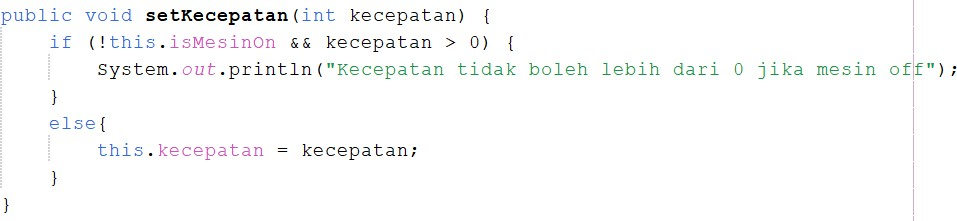 public void setKecepatan(int kecepatan) {
    if (!this.isMesinOn && kecepatan > 0) {
        System.out.println("Kecepatan tidak boleh lebih dari 0 jika mesin off");
    }
    else{
        this.kecepatan = kecepatan;
    }
}